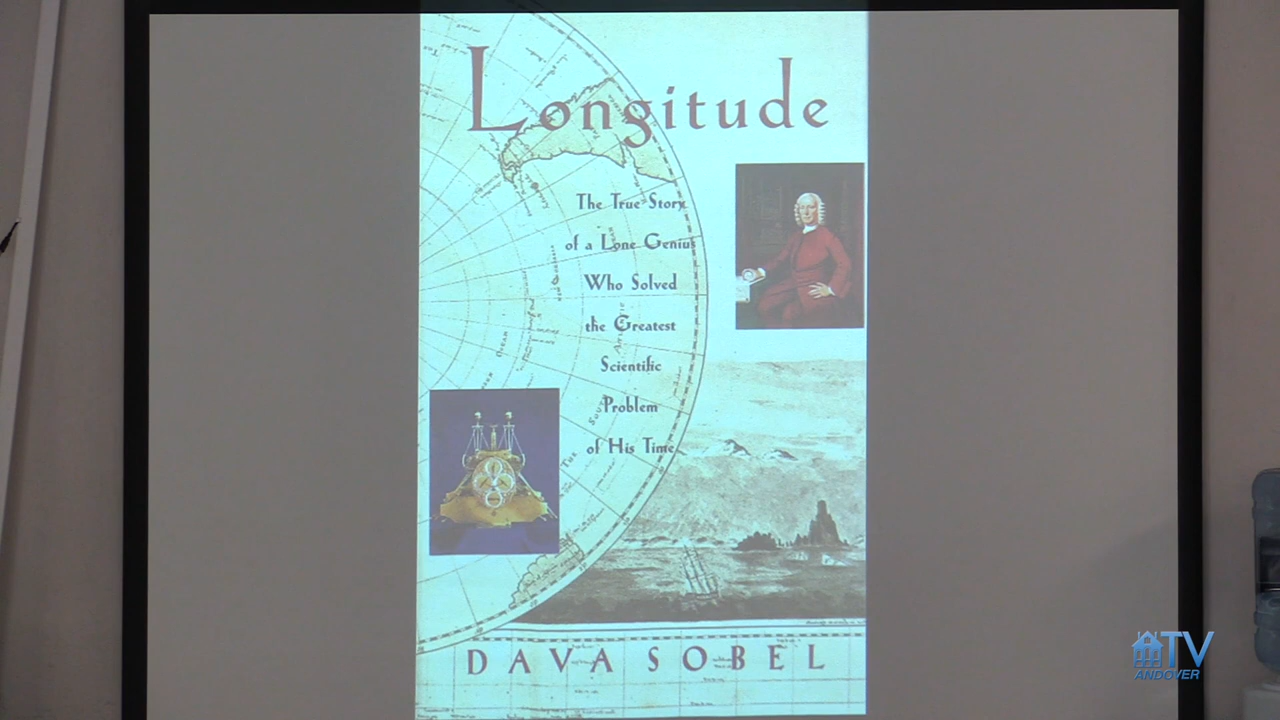 Longitude
The True Story
of a Lone Genius
Who Solved
the Greatest
Scientific
Problem
of His Time
DAVA SOBEL
TV
ANDOVER